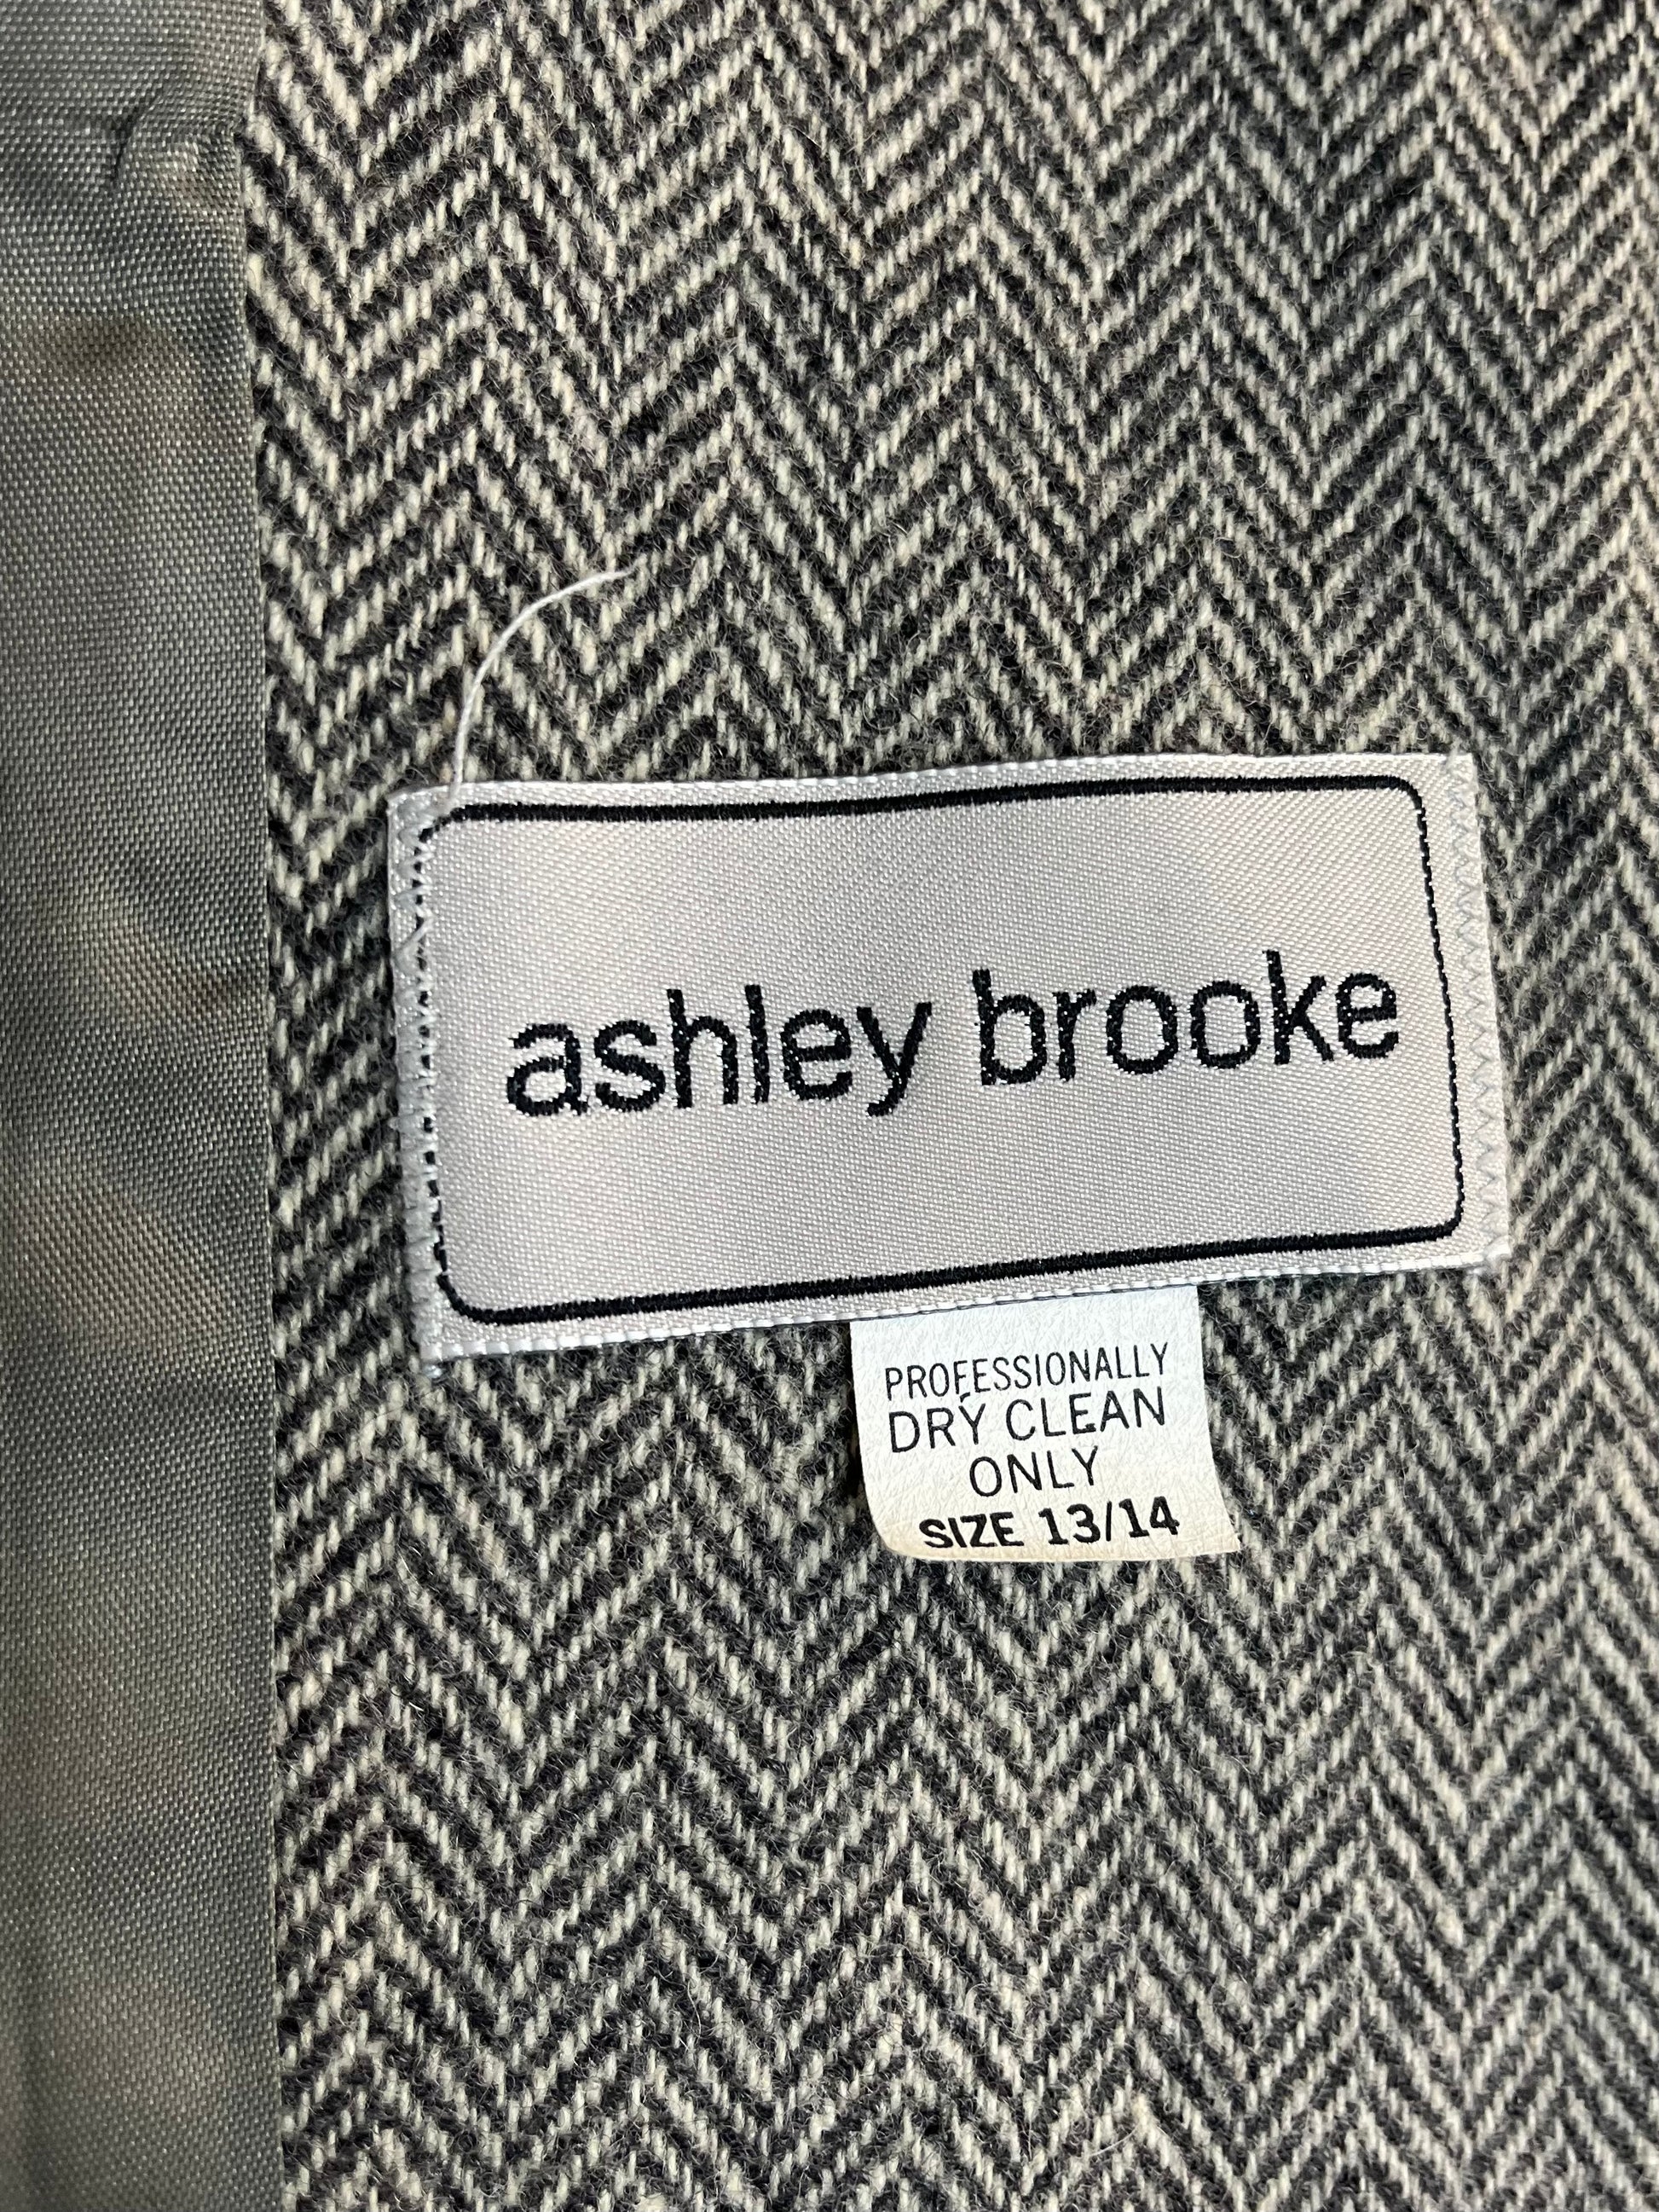 ashley brooke
PROFESSIONALLY
DRY CLEAN
ONLY
SIZE 13/14